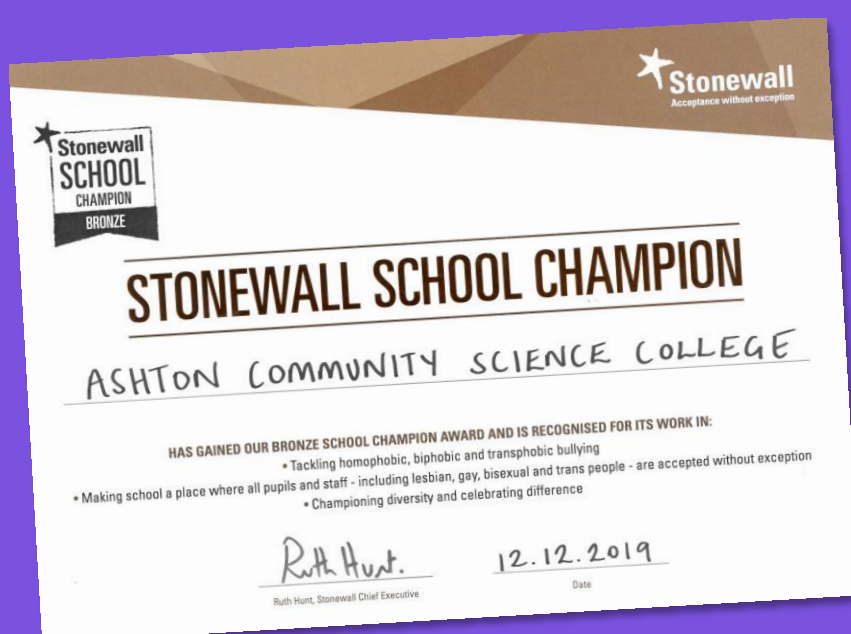 Stonewall
Acceptance without exception
Stonewall
SCHOOL
CHAMPION
BRONZE
STONEWALL SCHOOL CHAMPION
ASHTON COMMUNITY SCIENCE COLLEGE
HAS GAINED OUR BRONZE SCHOOL CHAMPION AWARD AND IS RECOGNISED FOR ITS WORK IN:
• Tackling homophobic, biphobic and transphobic bullying
• Making school a place where all pupils and staff - including lesbian, gay, bisexual and trans people - are accepted without exception
• Championing diversity and celebrating difference
Ruth Hunt. 12.12.2019
Ruth Hunt, Stonewall Chief Executive Date